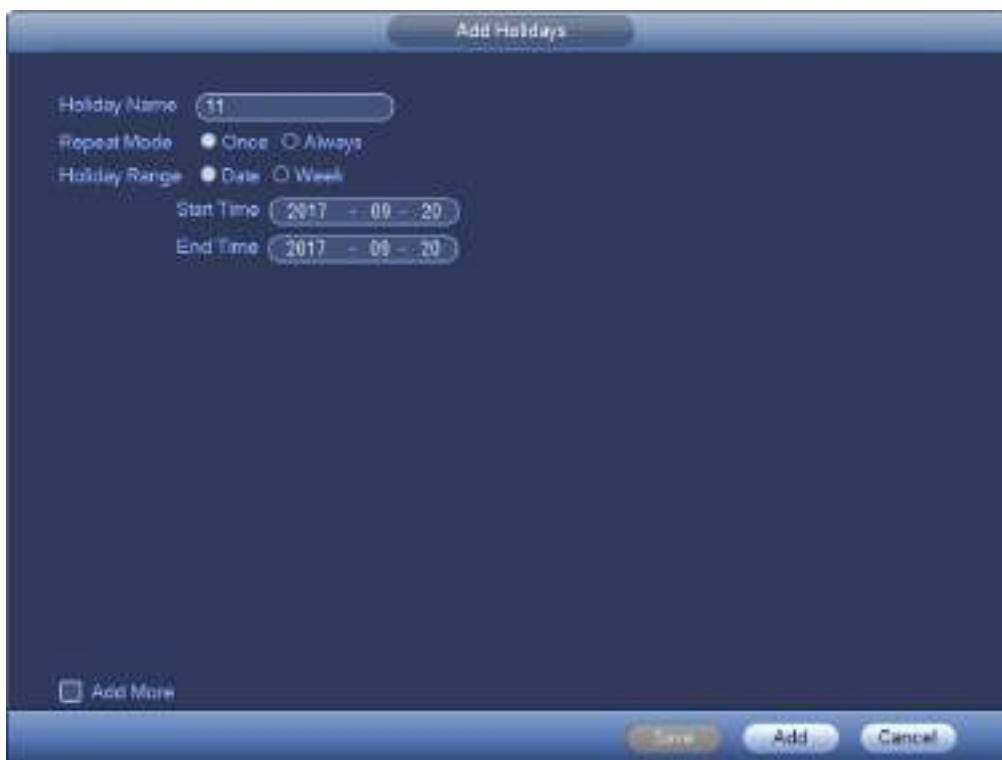 Add Holidays
Holiday Name 11
Repeat Mode Once Always
Holiday Range Date Week
Start Time 2017 - 09 - 20
End Time 2017 - 09 - 20
Add More
Save Add Cancel